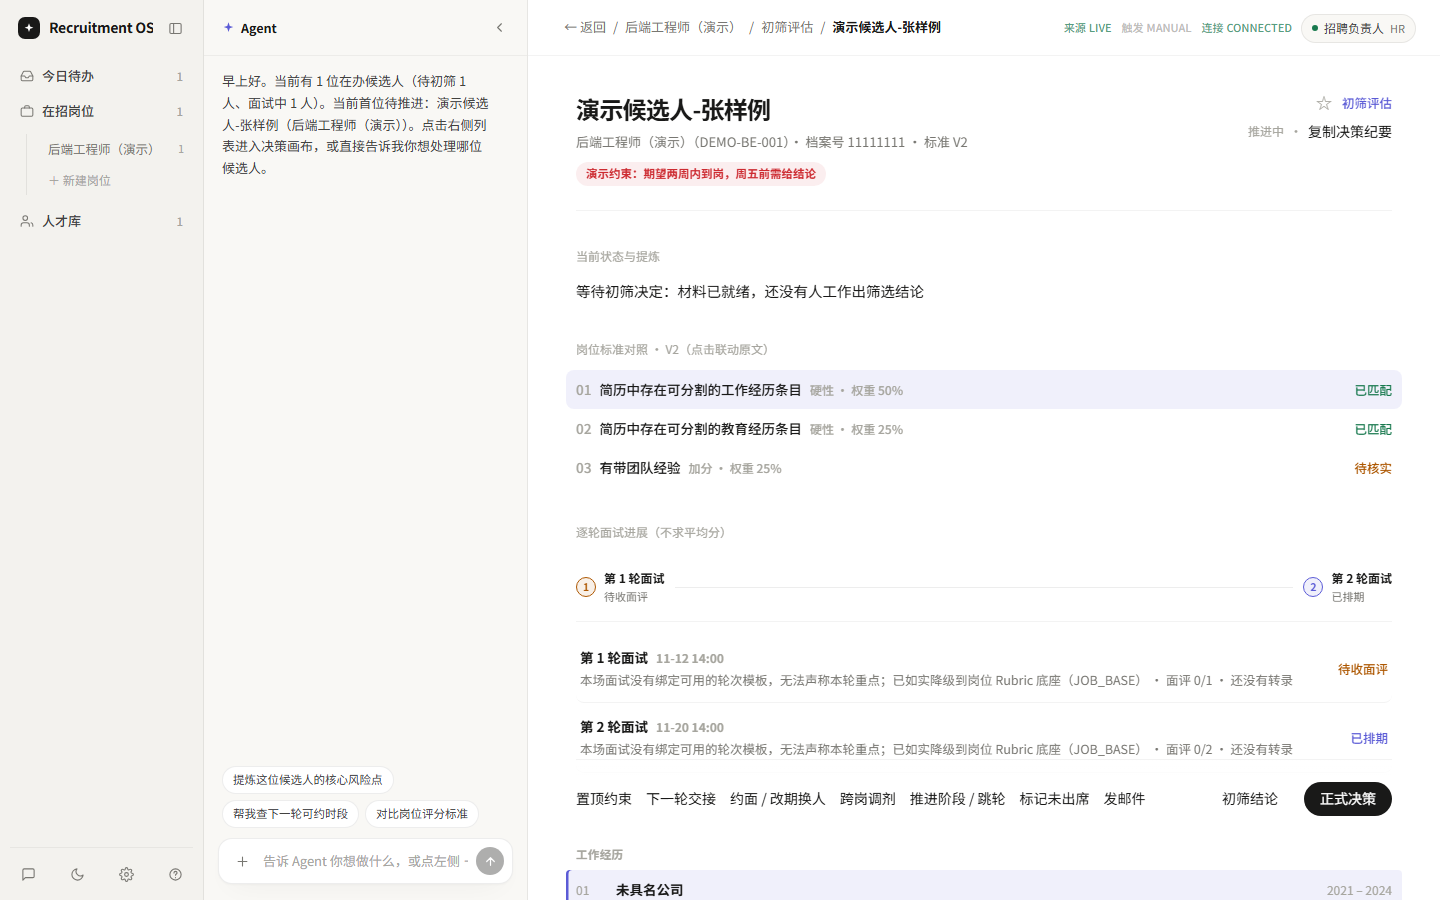 Recruitment OS
今日待办 1
在招岗位 1
后端工程师（演示） 1
+ 新建岗位
人才库 1
Agent
早上好。当前有 1 位在办候选人（待初筛 1
人、面试中 1 人）。当前首位待推进：演示候选
人-张样例（后端工程师（演示））。点击右侧列
表进入决策画布，或直接告诉我你想处理哪位
候选人。
提炼这位候选人的核心风险点
帮我查下一轮可约时段
对比岗位评分标准
告诉 Agent 你想做什么，或点左侧 -
← 返回 / 后端工程师（演示） / 初筛评估 / 演示候选人-张样例
来源 LIVE 触发 MANUAL 连接 CONNECTED
招聘负责人 HR
演示候选人-张样例
初筛评估
后端工程师（演示）（DEMO-BE-001）· 档案号 11111111 · 标准 V2
推进中 · 复制决策纪要
演示约束：期望两周内到岗，周五前需给结论
当前状态与提炼
等待初筛决定：材料已就绪，还没有人工作出筛选结论
岗位标准对照 · V2（点击联动原文）
01 简历中存在可分割的工作经历条目 硬性 · 权重 50% 已匹配
02 简历中存在可分割的教育经历条目 硬性 · 权重 25% 已匹配
03 有带团队经验 加分 · 权重 25% 待核实
逐轮面试进展（不求平均分）
1 第 1 轮面试
待收面评
2 第 2 轮面试
已排期
第 1 轮面试 11-12 14:00
本场面试没有绑定可用的轮次模板，无法声称本轮重点；已如实降级到岗位 Rubric 底座（JOB_BASE） · 面评 0/1 · 还没有转录
待收面评
第 2 轮面试 11-20 14:00
本场面试没有绑定可用的轮次模板，无法声称本轮重点；已如实降级到岗位 Rubric 底座（JOB_BASE） · 面评 0/2 · 还没有转录
已排期
置顶约束 下一轮交接 约面 / 改期换人 跨岗调剂 推进阶段 / 跳轮 标记未出席 发邮件 初筛结论 正式决策
工作经历
01 未具名公司 2021 – 2024